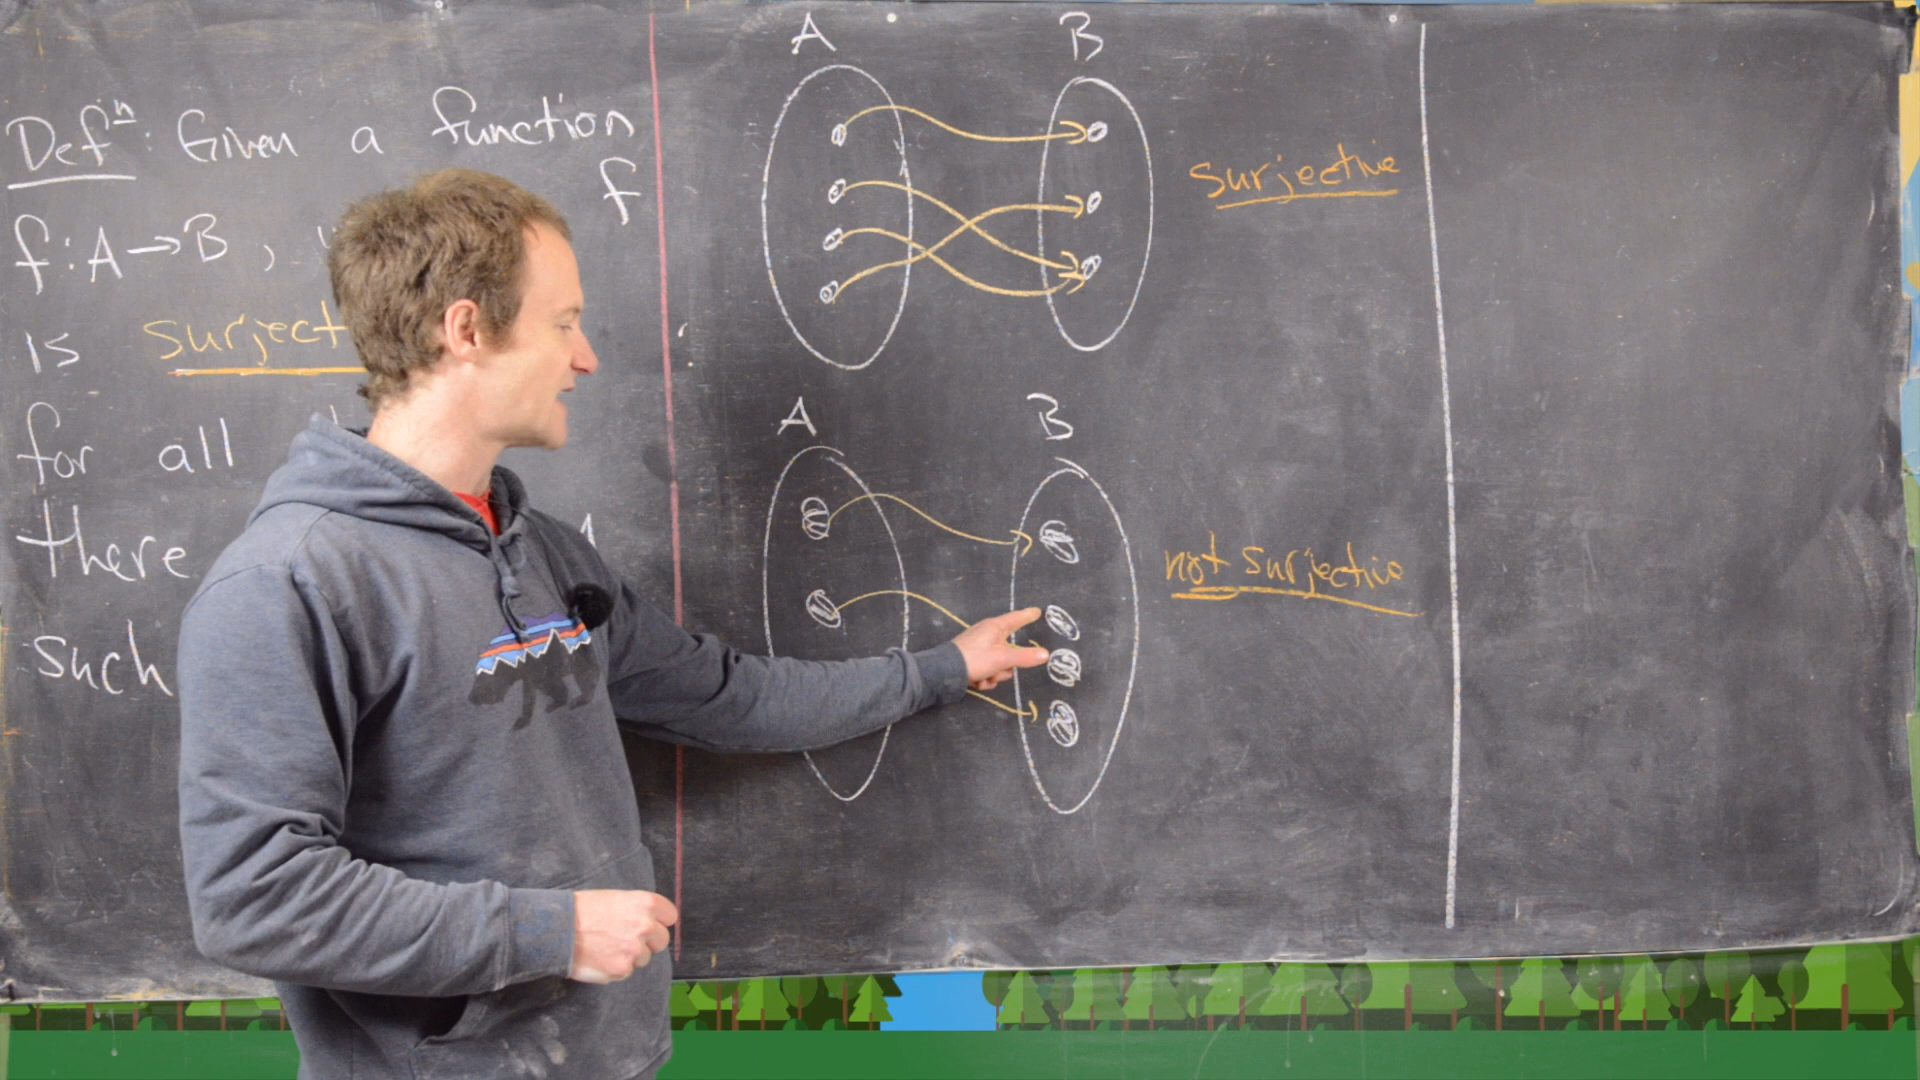 Defⁿ: Given a function
f
f:A→B,
is surject
for all
there
such
A B
surjective
A B
not surjective